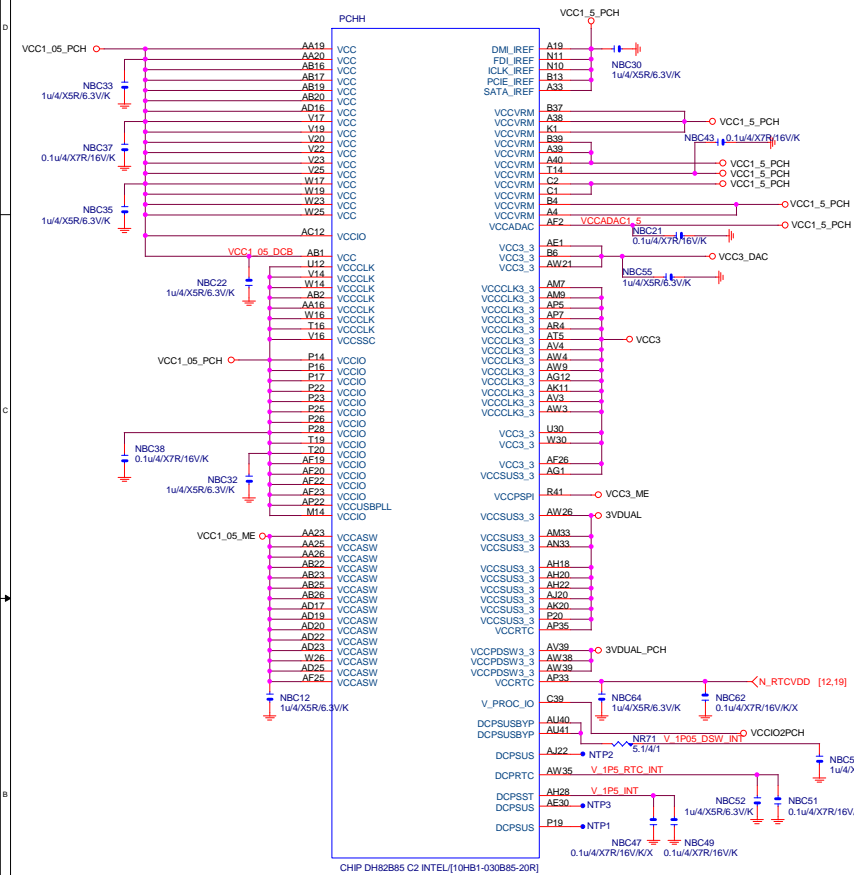 VCC1_5_PCH
D
PCHH
VCC1_05_PCH
AA19 VCC
AA20 VCC
AB16 VCC
AB17 VCC
AB19 VCC
AB20 VCC
AD16 VCC
V17 VCC
V19 VCC
V20 VCC
V22 VCC
V23 VCC
V25 VCC
W17 VCC
W19 VCC
W23 VCC
W25 VCC
NBC33
1u/4/X5R/6.3V/K
NBC37
0.1u/4/X7R/16V/K
NBC35
1u/4/X5R/6.3V/K
AC12 VCCIO
VCC1_05_DCB AB1 VCC
U12 VCCCLK
V14 VCCCLK
W14 VCCCLK
AB2 VCCCLK
AA16 VCCCLK
W16 VCCCLK
T16 VCCCLK
V16 VCCSSC
NBC22
1u/4/X5R/6.3V/K
VCC1_05_PCH
P14 VCCIO
P16 VCCIO
P17 VCCIO
P22 VCCIO
P23 VCCIO
P25 VCCIO
P26 VCCIO
P28 VCCIO
T19 VCCIO
T20 VCCIO
AF19 VCCIO
AF20 VCCIO
AF22 VCCIO
AF23 VCCIO
AP22 VCCUSBPLL
M14 VCCIO
C
NBC38
0.1u/4/X7R/16V/K
NBC32
1u/4/X5R/6.3V/K
VCC1_05_ME
AA23 VCCASW
AA25 VCCASW
AA26 VCCASW
AB22 VCCASW
AB23 VCCASW
AB25 VCCASW
AB26 VCCASW
AD17 VCCASW
AD19 VCCASW
AD20 VCCASW
AD22 VCCASW
AD23 VCCASW
W26 VCCASW
AD25 VCCASW
AF25 VCCASW
NBC12
1u/4/X5R/6.3V/K
B
DMI_IREF A19
FDI_IREF N11
ICLK_IREF N10
PCIE_IREF B13
SATA_IREF A33
NBC30
1u/4/X5R/6.3V/K
VCCVRM B37
VCCVRM A38
VCCVRM K1
VCCVRM B39
VCCVRM A39
VCCVRM A40
VCCVRM T14
VCCVRM C2
VCCVRM C1
VCCVRM B4
VCCVRM A4
VCCADAC AF2 VCCADAC1_5
VCC1_5_PCH
NBC43 0.1u/4/X7R/16V/K
VCC1_5_PCH
VCC1_5_PCH
VCC1_5_PCH
VCC1_5_PCH
VCC1_5_PCH
NBC21
0.1u/4/X7R/16V/K
VCC3_3 AE1
VCC3_3 B6
VCC3_3 AW21
VCC3_DAC
NBC55
1u/4/X5R/6.3V/K
VCCCLK3_3 AM7
VCCCLK3_3 AM9
VCCCLK3_3 AP5
VCCCLK3_3 AP7
VCCCLK3_3 AR4
VCCCLK3_3 AT5
VCCCLK3_3 AV4
VCCCLK3_3 AW4
VCCCLK3_3 AW9
VCCCLK3_3 AG12
VCCCLK3_3 AK11
VCCCLK3_3 AV3
VCCCLK3_3 AW3
VCC3
VCC3_3 U30
VCC3_3 W30
VCC3_3 AF26
VCCSUS3_3 AG1
VCCPSPI R41 VCC3_ME
VCCSUS3_3 AW26 3VDUAL
VCCSUS3_3 AM33
VCCSUS3_3 AN33
VCCSUS3_3 AH18
VCCSUS3_3 AH20
VCCSUS3_3 AH22
VCCSUS3_3 AJ20
VCCSUS3_3 AK20
VCCSUS3_3 P20
VCCRTC AP35
VCCPDSW3_3 AV39 3VDUAL_PCH
VCCPDSW3_3 AW38
VCCPDSW3_3 AW39
VCCRTC AP33 N_RTCVDD [12,19]
NBC64
1u/4/X5R/6.3V/K
NBC62
0.1u/4/X7R/16V/K/X
V_PROC_IO C39
VCCIO2PCH
DCPSUSBYP AU40
DCPSUSBYP AU41
NR71 V_1P05_DSW_INT
5.1/4/1
NBC5
1u/4/X
DCPSUS AJ22 NTP2
DCPRTC AW35 V_1P5_RTC_INT
DCPSST AH28 V_1P5_INT
DCPSUS AE30 NTP3
DCPSUS P19 NTP1
NBC52
1u/4/X5R/6.3V/K
NBC51
0.1u/4/X7R/16V/
NBC47
0.1u/4/X7R/16V/K/X
NBC49
0.1u/4/X7R/16V/K
CHIP DH82B85 C2 INTEL/[10HB1-030B85-20R]